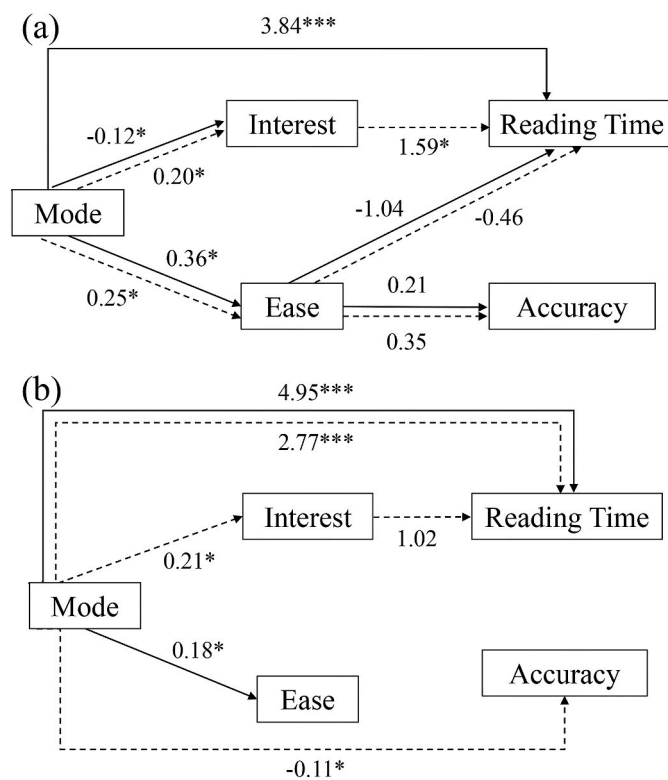 (a)
3.84***
-0.12*
Interest
Reading Time
0.20*
1.59*
Mode
-1.04
-0.46
0.36*
0.25*
Ease
0.21
Accuracy
0.35
(b)
4.95***
2.77***
Interest
Reading Time
0.21*
1.02
Mode
0.18*
Accuracy
Ease
-0.11*